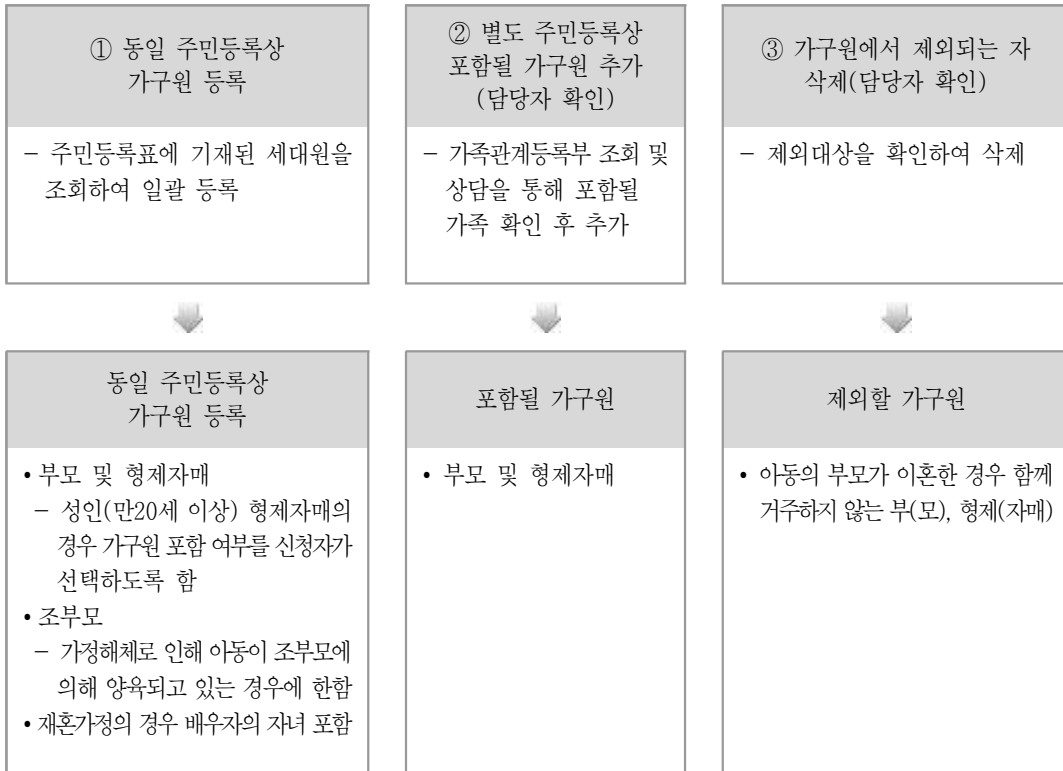 ① 동일 주민등록상
가구원 등록
− 주민등록표에 기재된 세대원을
조회하여 일괄 등록
② 별도 주민등록상
포함될 가구원 추가
(담당자 확인)
− 가족관계등록부 조회 및
상담을 통해 포함될
가족 확인 후 추가
③ 가구원에서 제외되는 자
삭제(담당자 확인)
− 제외대상을 확인하여 삭제
동일 주민등록상
가구원 등록
• 부모 및 형제자매
− 성인(만20세 이상) 형제자매의
경우 가구원 포함 여부를 신청자가
선택하도록 함
• 조부모
− 가정해체로 인해 아동이 조부모에
의해 양육되고 있는 경우에 한함
• 재혼가정의 경우 배우자의 자녀 포함
포함될 가구원
• 부모 및 형제자매
제외할 가구원
• 아동의 부모가 이혼한 경우 함께
거주하지 않는 부(모), 형제(자매)